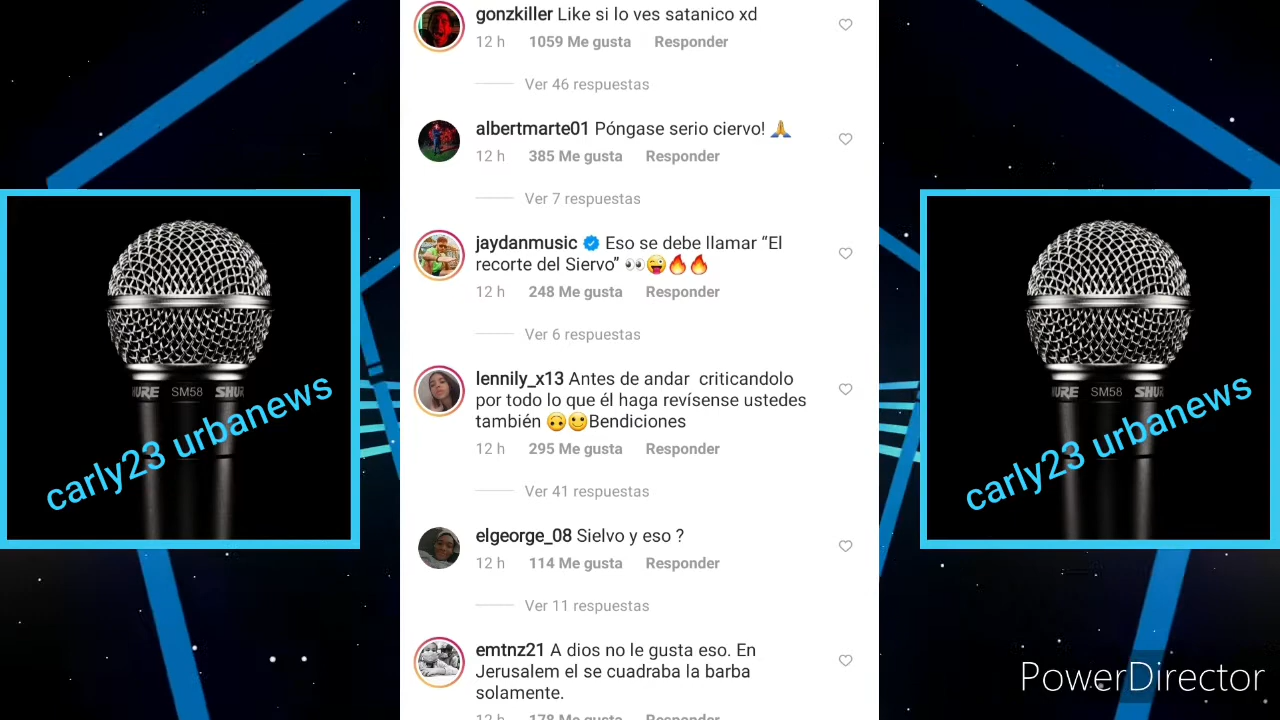 gonzkiller Like si lo ves satanico xd
12 h 1059 Me gusta Responder
Ver 46 respuestas
albertmarte01 Póngase serio ciervo! 🙏
12 h 385 Me gusta Responder
Ver 7 respuestas
jaydanmusic Eso se debe llamar “El
recorte del Siervo” 👀😜🔥🔥
12 h 248 Me gusta Responder
Ver 6 respuestas
lennily_x13 Antes de andar criticandolo
por todo lo que él haga revísense ustedes
también 🙃🙂Bendiciones
12 h 295 Me gusta Responder
Ver 41 respuestas
elgeorge_08 Sielvo y eso ?
12 h 114 Me gusta Responder
Ver 11 respuestas
emtnz21 A dios no le gusta eso. En
Jerusalem el se cuadraba la barba
solamente.
12 h 178 Me gusta Responder
SM58
carly23 urbanews
SM58
carly23 urbanews
PowerDirector